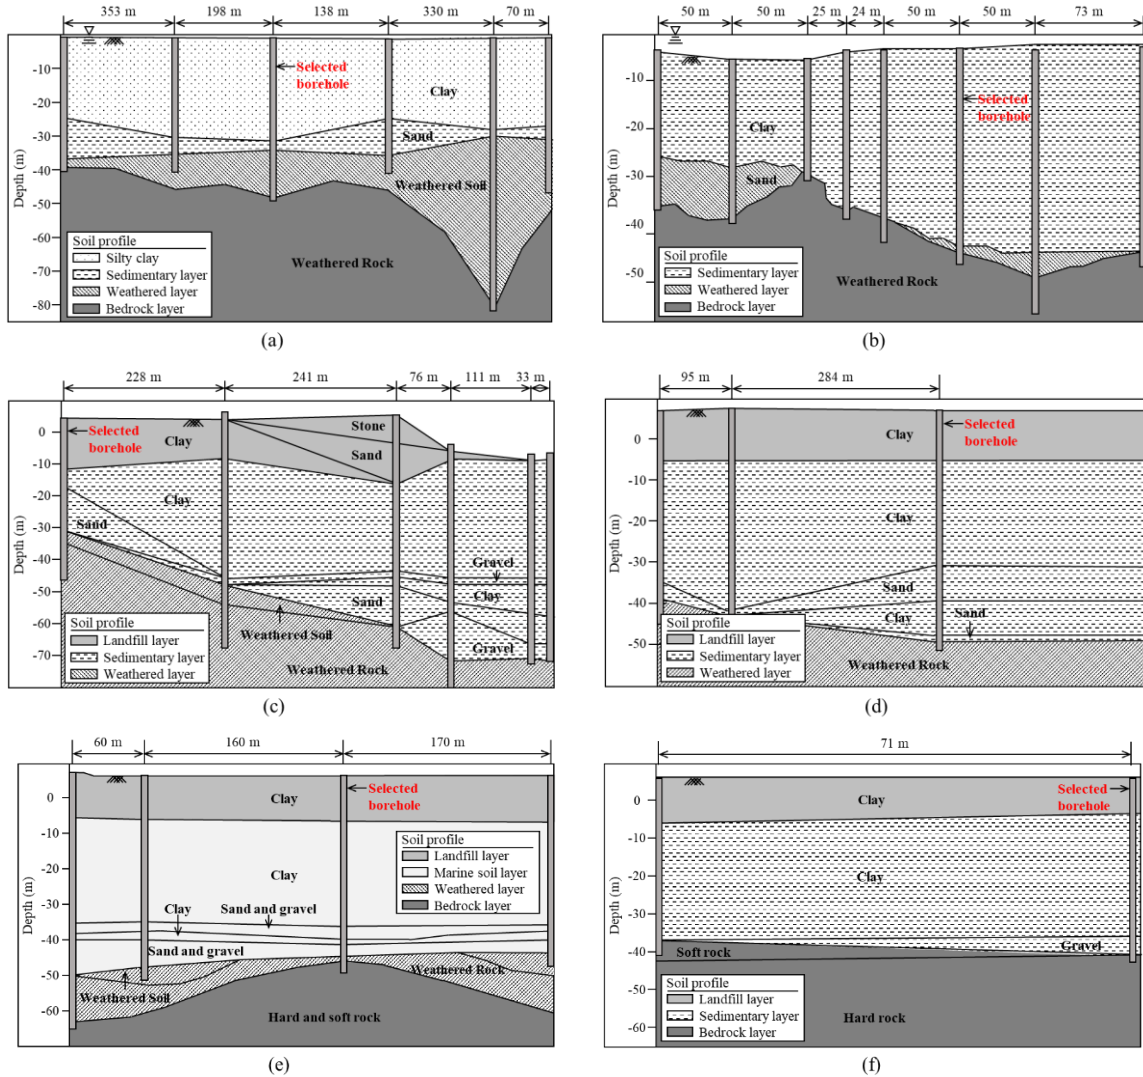 353 m 198 m 138 m 330 m 70 m
-10
-20
-30
-40
-50
-60
-70
-80
Depth (m)
Selected
borehole
Clay
Sand
Weathered Soil
Weathered Rock
Soil profile
Silty clay
Sedimentary layer
Weathered layer
Bedrock layer
(a)
50 m 50 m 25 m 24 m 50 m 50 m 73 m
-10
-20
-30
-40
-50
Depth (m)
Selected
borehole
Clay
Sand
Weathered Rock
Soil profile
Sedimentary layer
Weathered layer
Bedrock layer
(b)
228 m 241 m 76 m 111 m 33 m
0
-10
-20
-30
-40
-50
-60
-70
Depth (m)
Selected
borehole
Clay
Stone
Sand
Clay
Sand
Gravel
Clay
Sand
Weathered Soil
Gravel
Weathered Rock
Soil profile
Landfill layer
Sedimentary layer
Weathered layer
(c)
95 m 284 m
0
-10
-20
-30
-40
-50
Depth (m)
Selected
borehole
Clay
Clay
Sand
Clay
Sand
Weathered Rock
Soil profile
Landfill layer
Sedimentary layer
Weathered layer
(d)
60 m 160 m 170 m
0
-10
-20
-30
-40
-50
-60
Depth (m)
Selected
borehole
Clay
Clay
Clay
Sand and gravel
Sand and gravel
Weathered Soil
Weathered Rock
Hard and soft rock
Soil profile
Landfill layer
Marine soil layer
Weathered layer
Bedrock layer
(e)
71 m
0
-10
-20
-30
-40
-50
-60
Depth (m)
Selected
borehole
Clay
Clay
Gravel
Soft rock
Hard rock
Soil profile
Landfill layer
Sedimentary layer
Bedrock layer
(f)